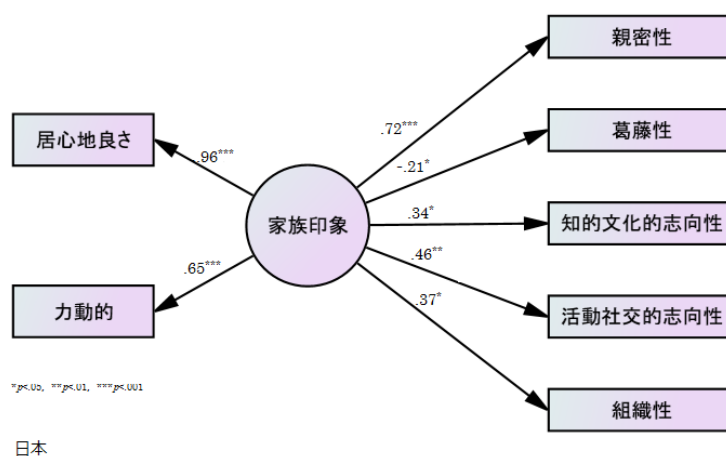 親密性
.72***
居心地良さ
.96***
葛藤性
-.21*
家族印象
.34*
知的文化的志向性
.65***
.46**
力動的
.37*
活動社交的志向性
組織性
*p<.05, **p<.01, ***p<.001
日本